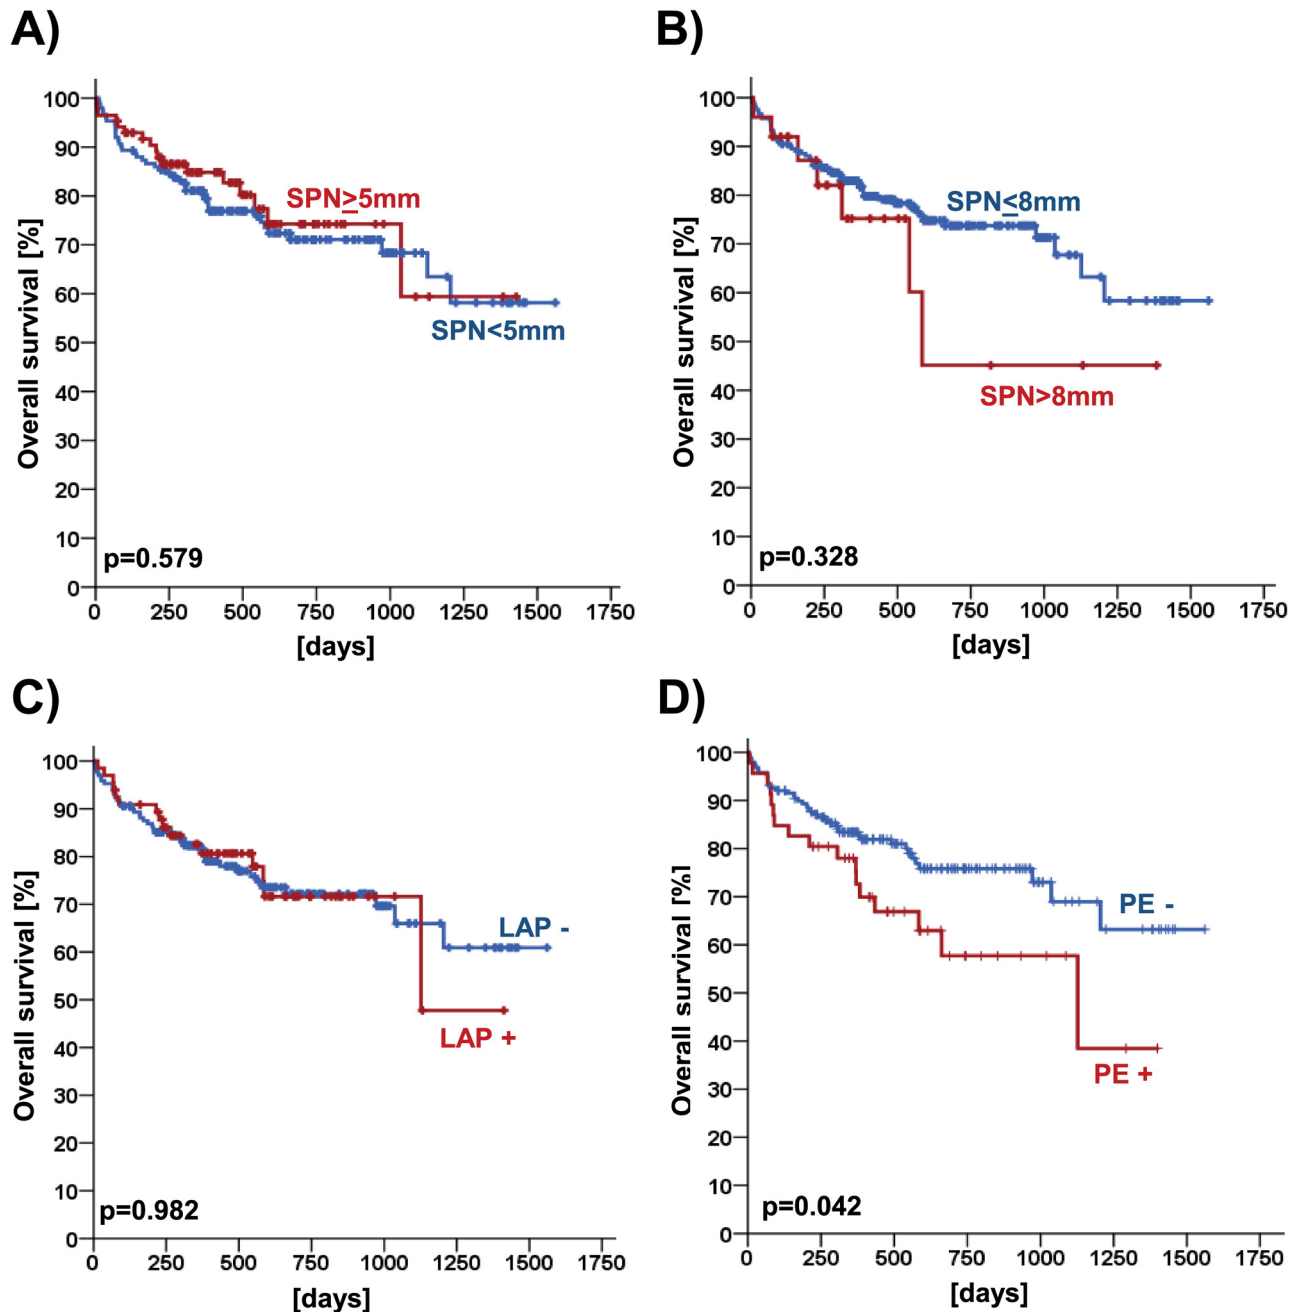 A)
Overall survival [%]
100
90
80
70
60
50
40
30
20
10
0
SPN≥5mm
SPN<5mm
p=0.579
0 250 500 750 1000 1250 1500 1750
[days]
B)
Overall survival [%]
100
90
80
70
60
50
40
30
20
10
0
SPN≤8mm
SPN>8mm
p=0.328
0 250 500 750 1000 1250 1500 1750
[days]
C)
Overall survival [%]
100
90
80
70
60
50
40
30
20
10
0
LAP -
LAP +
p=0.982
0 250 500 750 1000 1250 1500 1750
[days]
D)
Overall survival [%]
100
90
80
70
60
50
40
30
20
10
0
PE -
PE +
p=0.042
0 250 500 750 1000 1250 1500 1750
[days]